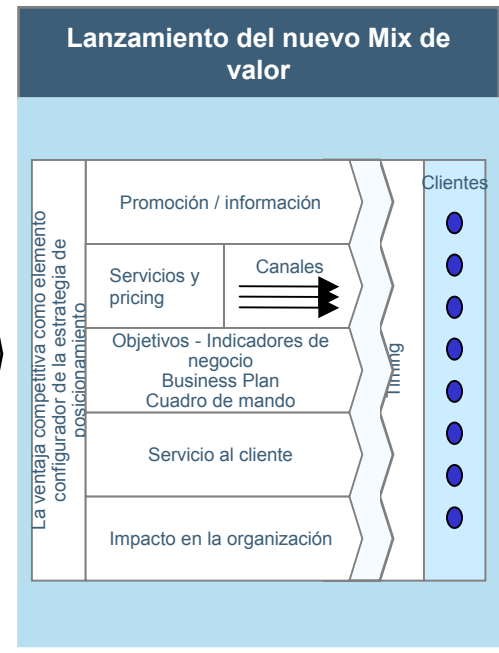 Lanzamiento del nuevo Mix de
valor
La ventaja competitiva como elemento
configurador de la estrategia de
posicionamiento
Promoción / información
Servicios y
pricing
Canales
Objetivos - Indicadores de
negocio
Business Plan
Cuadro de mando
Servicio al cliente
Impacto en la organización
Timing
Clientes